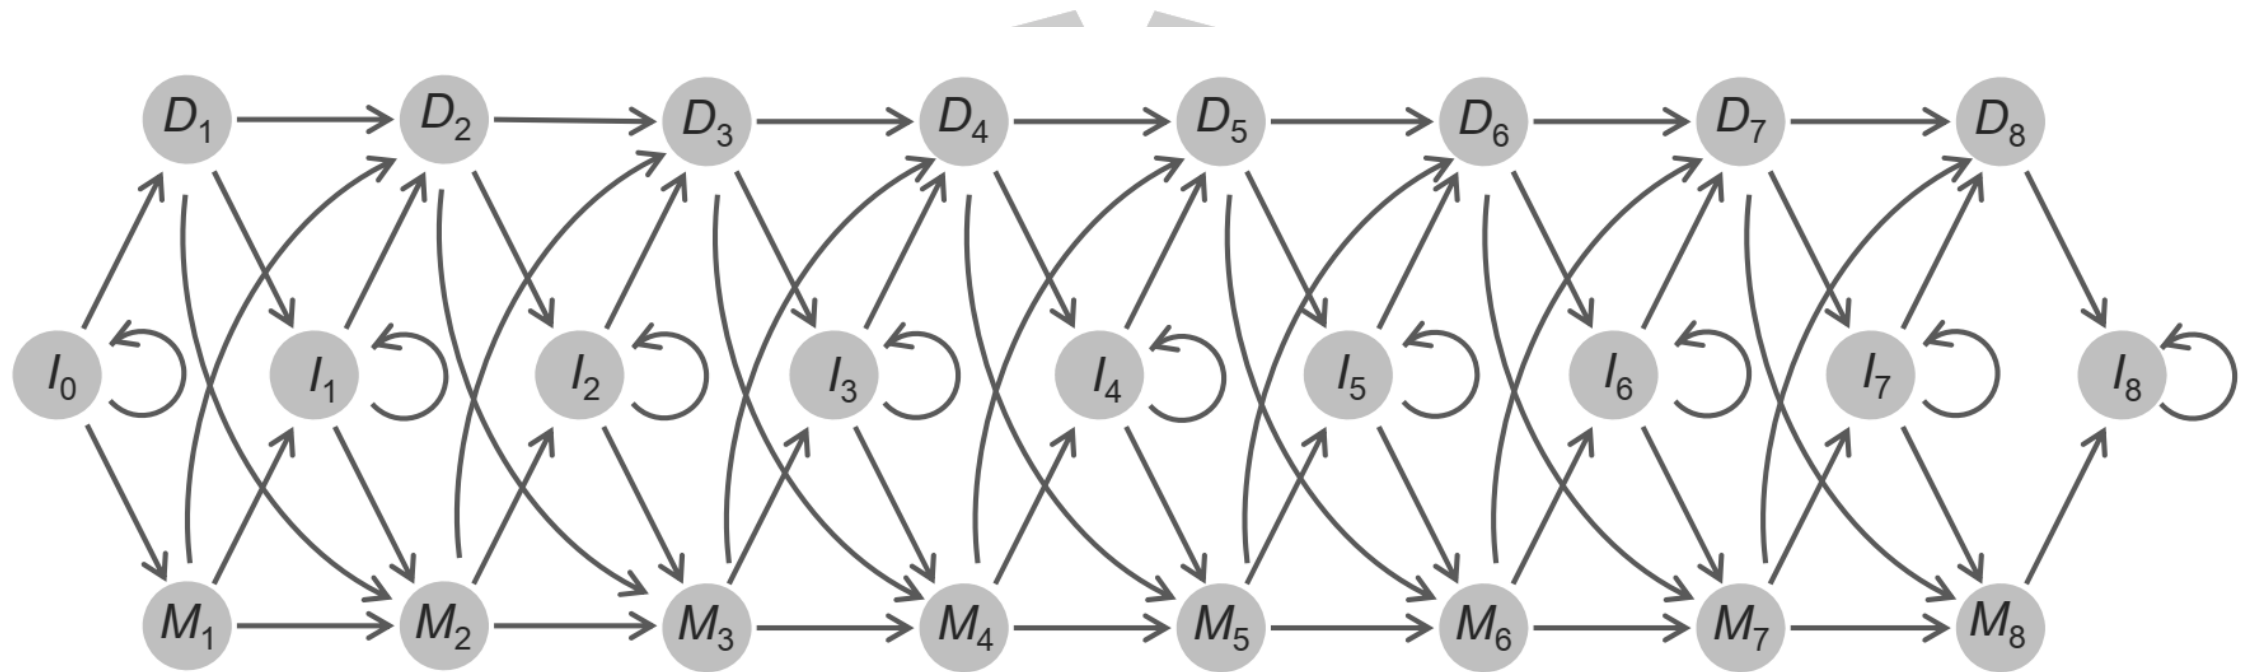 D1 D2 D3 D4 D5 D6 D7 D8
I0 I1 I2 I3 I4 I5 I6 I7 I8
M1 M2 M3 M4 M5 M6 M7 M8